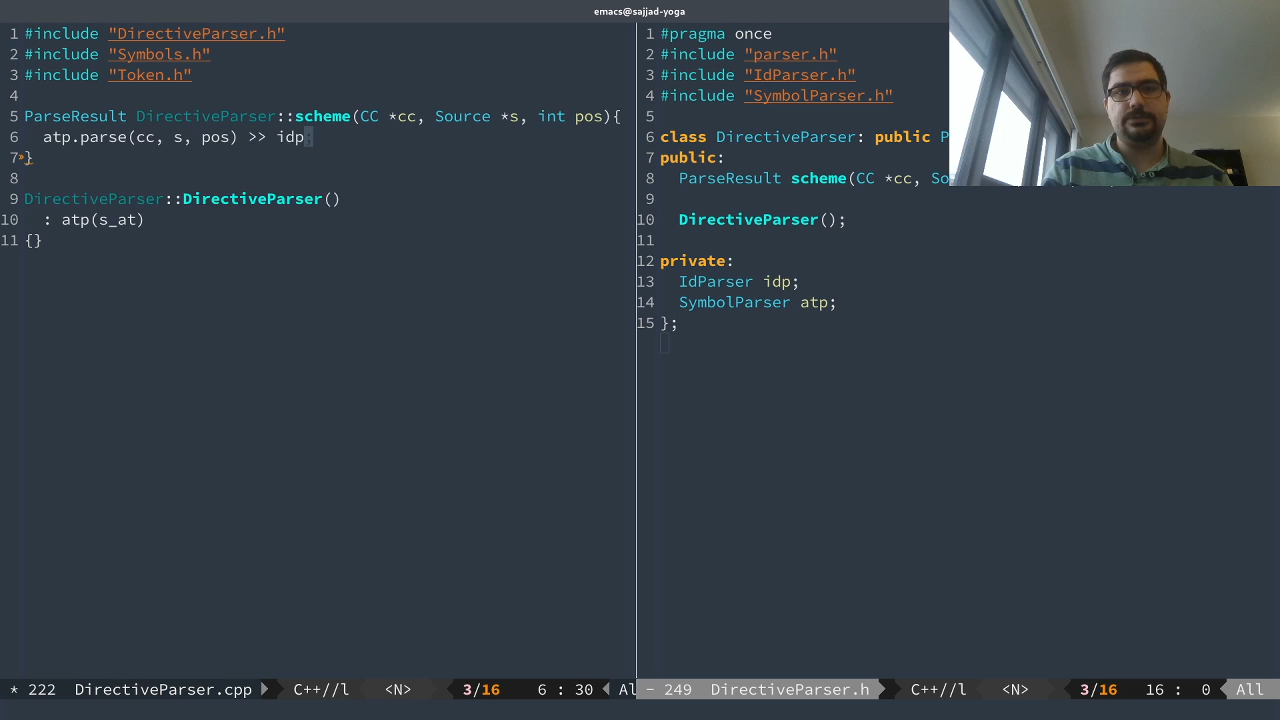 emacs@sajjad-yoga
1 #include "DirectiveParser.h"
2 #include "Symbols.h"
3 #include "Token.h"
4
5 ParseResult DirectiveParser::scheme(CC *cc, Source *s, int pos){
6 atp.parse(cc, s, pos) >> idp;
7 }
8
9 DirectiveParser::DirectiveParser()
10 : atp(s_at)
11 {}
1 #pragma once
2 #include "parser.h"
3 #include "IdParser.h"
4 #include "SymbolParser.h"
5
6 class DirectiveParser: public P
7 public:
8 ParseResult scheme(CC *cc, So
9
10 DirectiveParser();
11
12 private:
13 IdParser idp;
14 SymbolParser atp;
15 };
* 222 DirectiveParser.cpp C++//l <N> 3/16 6 : 30 Al
- 249 DirectiveParser.h C++//l <N> 3/16 16 : 0 All